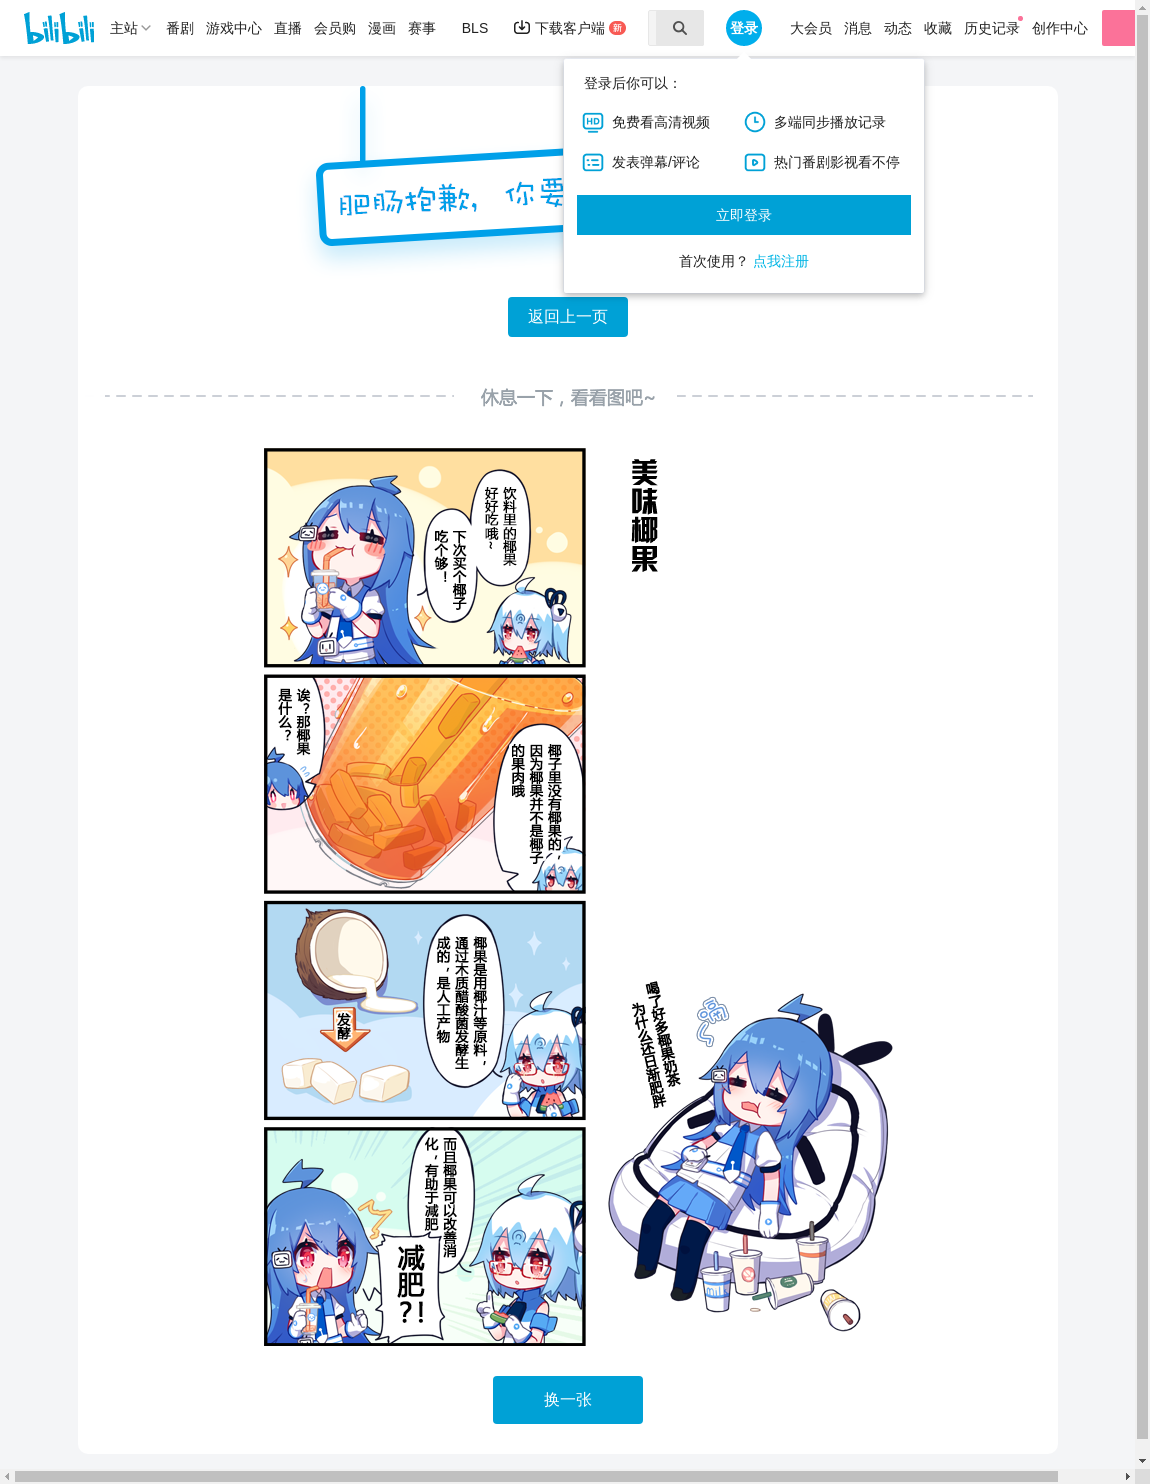 bilibili
主站
番剧
游戏中心
直播
会员购
漫画
赛事
BLS
下载客户端
新
登录
大会员
消息
动态
收藏
历史记录
创作中心
登录后你可以：
HD
免费看高清视频
多端同步播放记录
发表弹幕/评论
热门番剧影视看不停
立即登录
首次使用？ 点我注册
肥肠抱歉，你要
返回上一页
休息一下，看看图吧~
美味椰果
饮料里的椰果
好好吃哦~
下次买个椰子
吃个够！
诶？那椰果
是什么？
椰子里没有椰果的，
因为椰果并不是椰子
的果肉哦
椰果是用椰汁等原料，
通过木质醋酸菌发酵生
成的，是人工产物
发酵
而且椰果可以改善消
化，有助于减肥
减肥?!
喝了好多椰果奶茶
为什么还日渐肥胖
嗝
milk
换一张